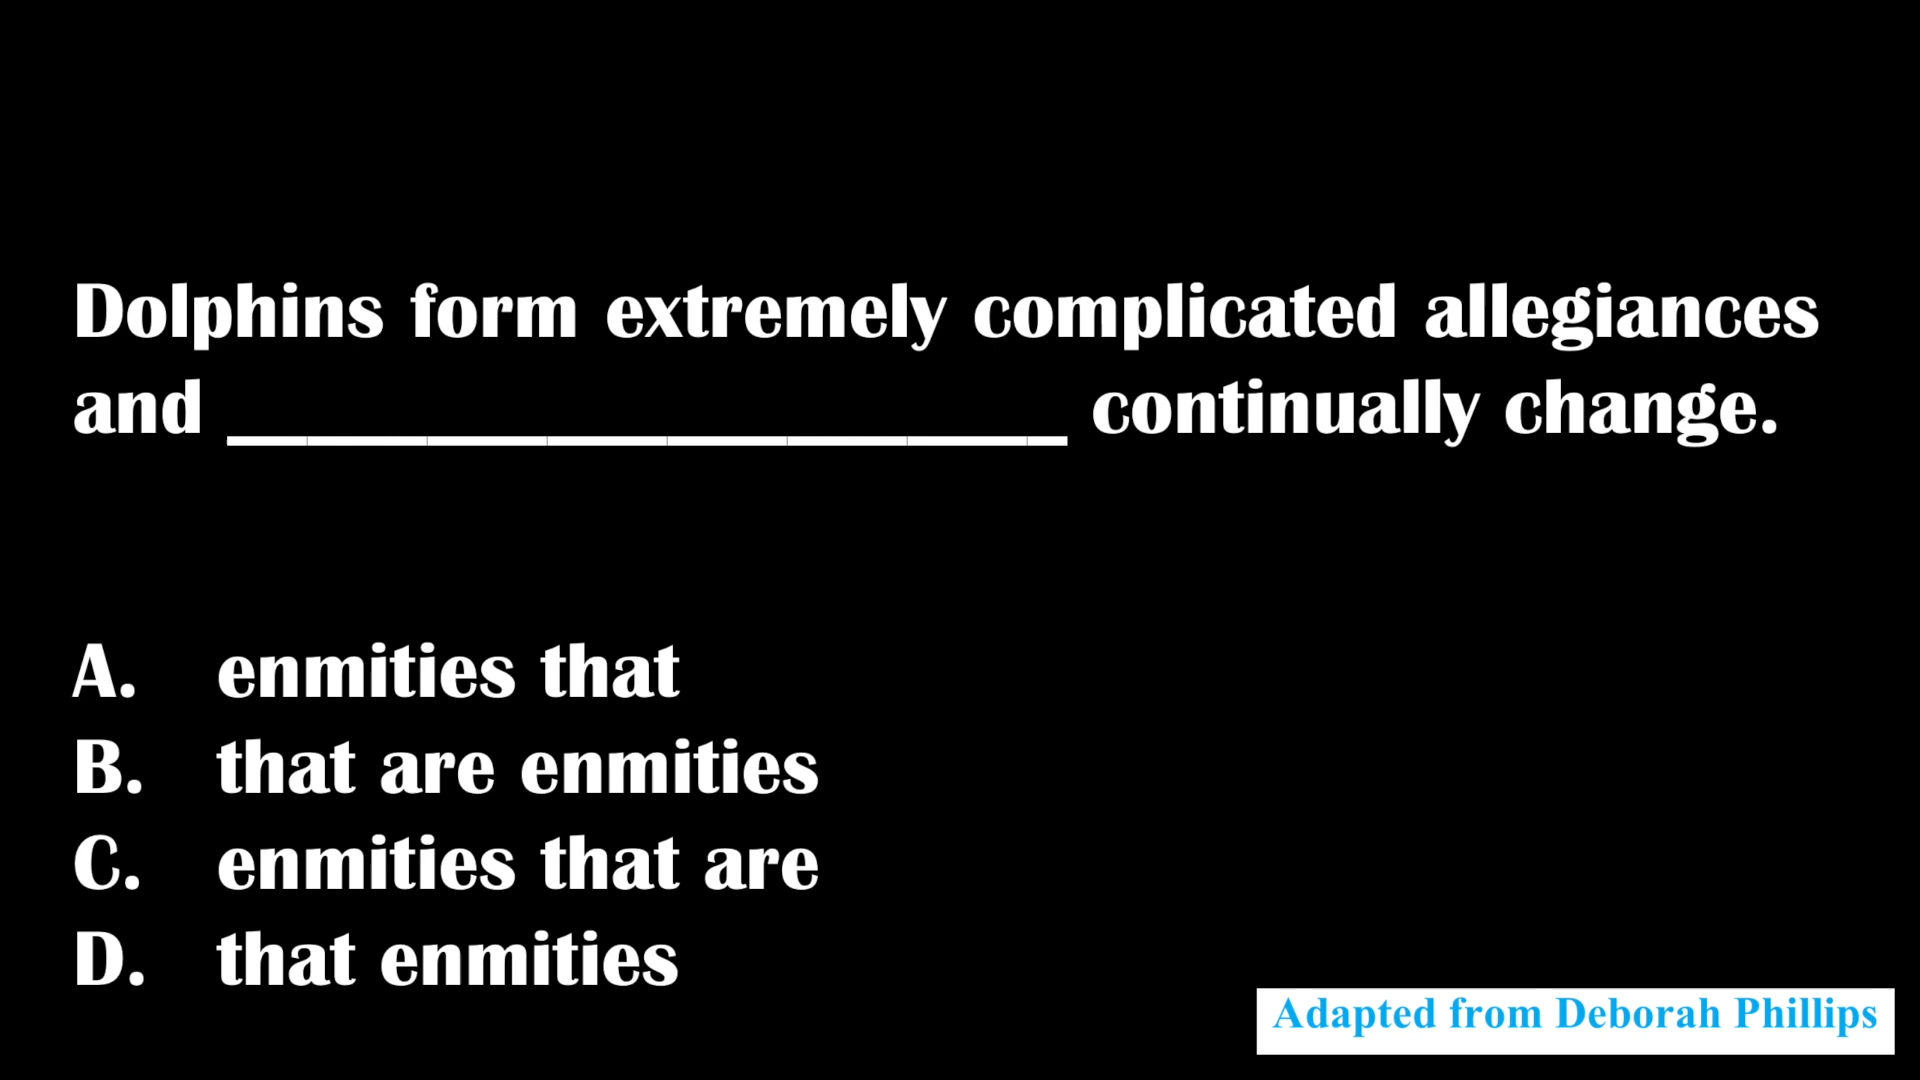 Dolphins form extremely complicated allegiances
and ______________ continually change.
A. enmities that
B. that are enmities
C. enmities that are
D. that enmities
Adapted from Deborah Phillips